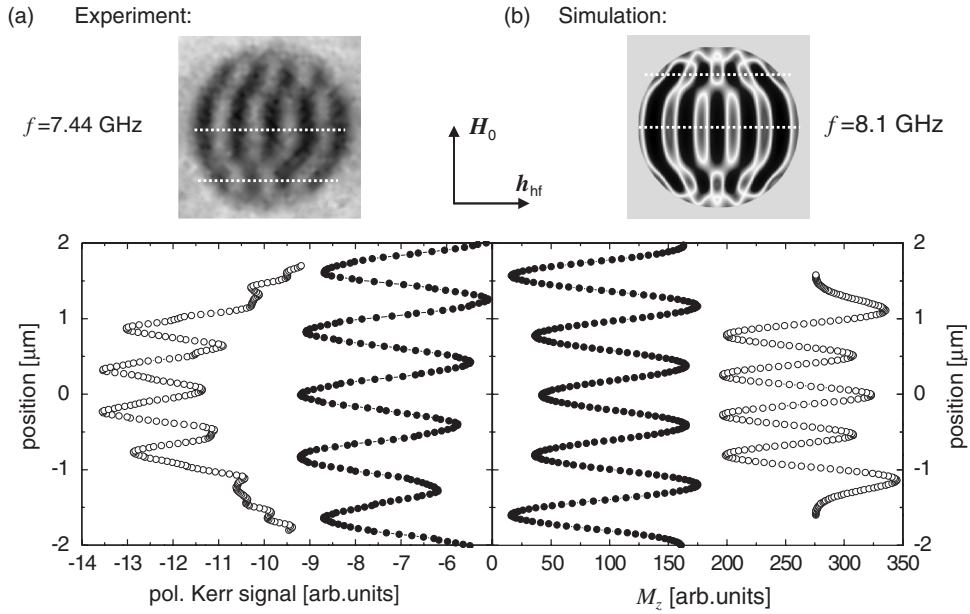 (a) Experiment:
(b) Simulation:
f=7.44 GHz
H0
hhf
f=8.1 GHz
2
1
0
-1
-2
position [μm]
-14 -13 -12 -11 -10 -9 -8 -7 -6
pol. Kerr signal [arb.units]
0 50 100 150 200 250 300 350
Mz [arb.units]
2
1
0
-1
-2
position [μm]